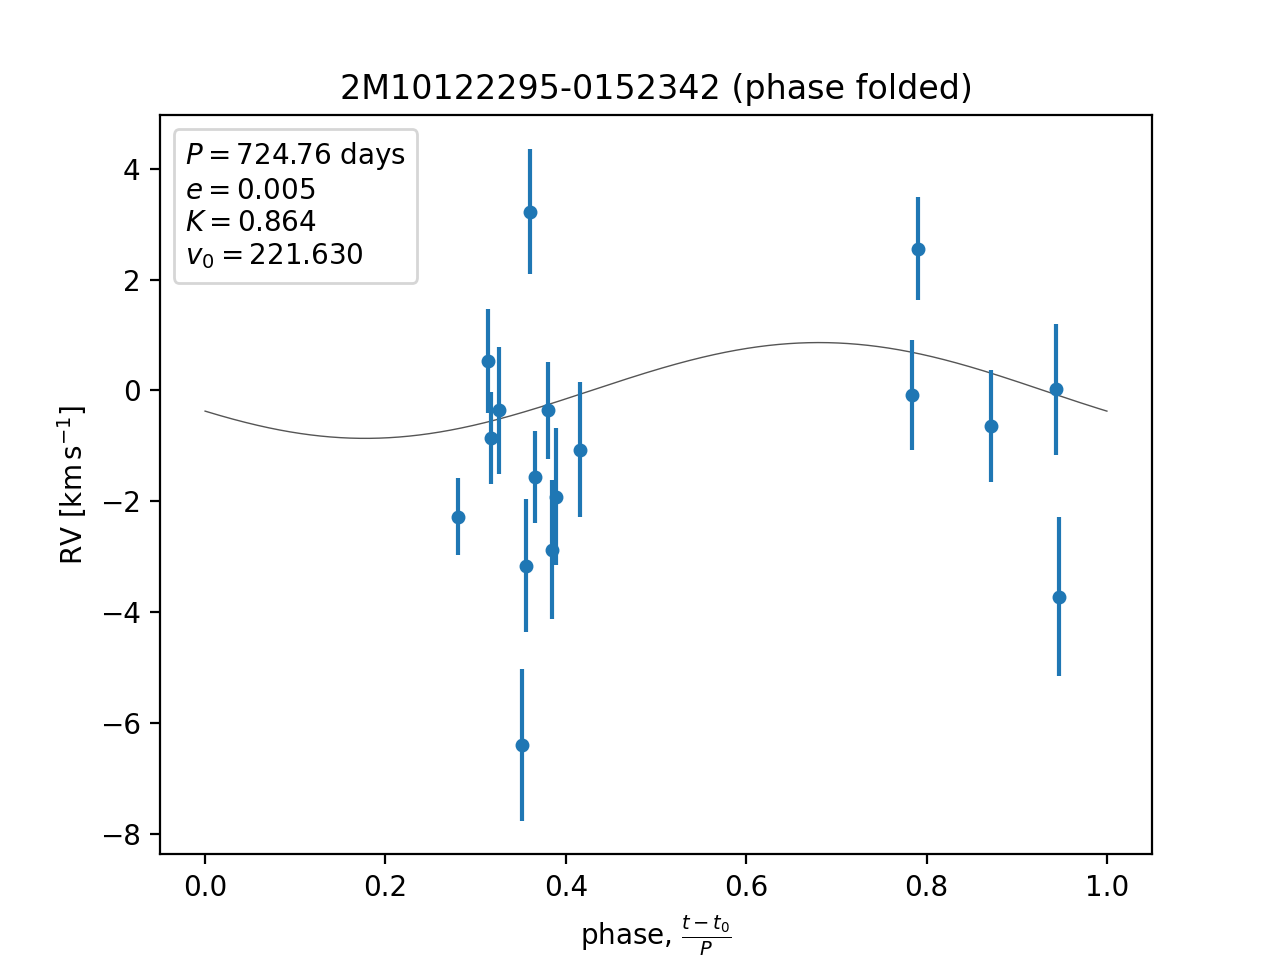 2M10122295-0152342 (phase folded)
P = 724.76 days
e = 0.005
K = 0.864
v₀ = 221.630
4
2
0
−2
−4
−6
−8
RV [km s⁻¹]
0.0 0.2 0.4 0.6 0.8 1.0
phase, (t − t₀)/P